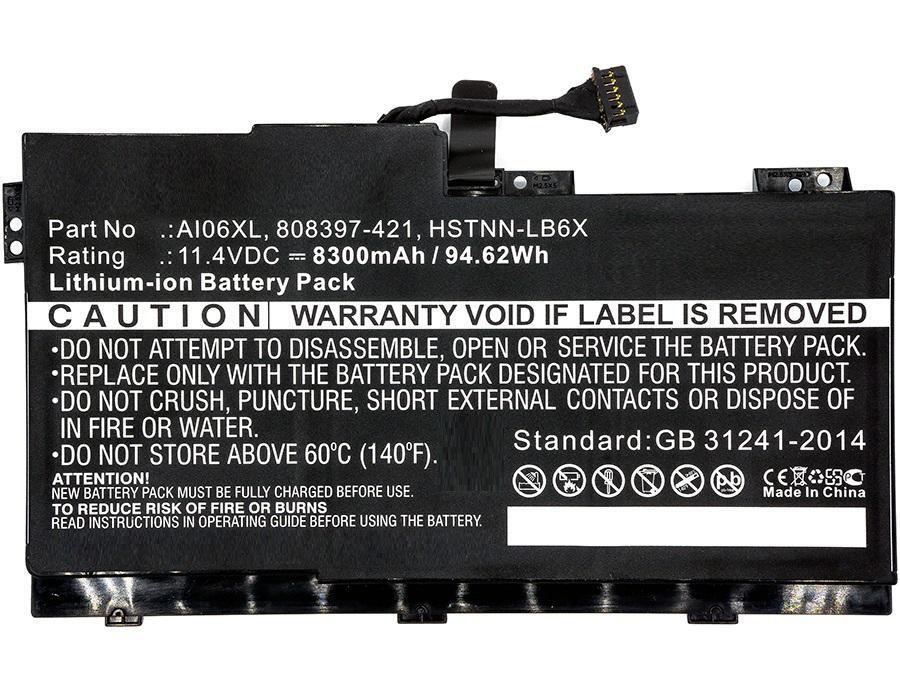 Part No .:AI06XL, 808397-421, HSTNN-LB6X
Rating .: 11.4VDC ⎓ 8300mAh / 94.62Wh
Lithium-ion Battery Pack
CAUTION WARRANTY VOID IF LABEL IS REMOVED
•DO NOT ATTEMPT TO DISASSEMBLE, OPEN OR SERVICE THE BATTERY PACK.
•REPLACE ONLY WITH THE BATTERY PACK DESIGNATED FOR THIS PRODUCT.
•DO NOT CRUSH, PUNCTURE, SHORT EXTERNAL CONTACTS OR DISPOSE OF
IN FIRE OR WATER.
•DO NOT STORE ABOVE 60°C (140°F).
Standard:GB 31241-2014
ATTENTION!
NEW BATTERY PACK MUST BE FULLY CHARGED BEFORE USE.
TO REDUCE RISK OF FIRE OR BURNS
READ INSTRUCTIONS IN OPERATING GUIDE BEFORE USING THE BATTERY.
Pb CE
Made In China